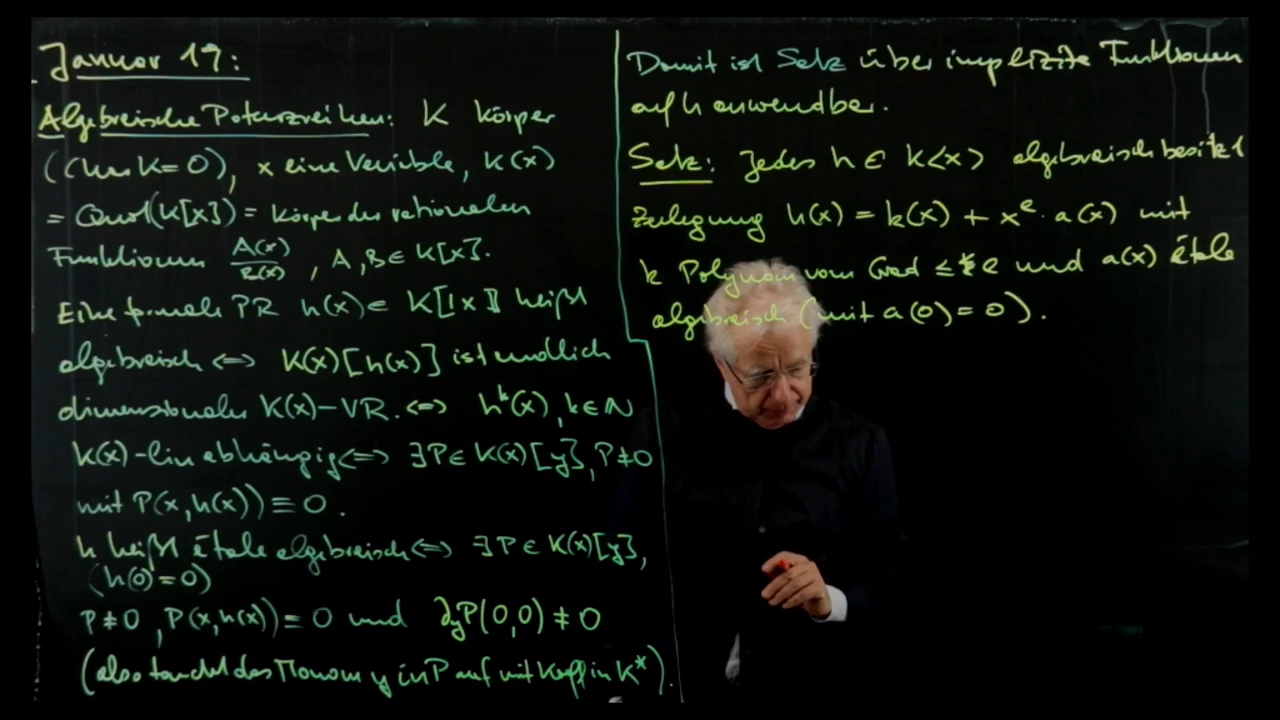 Januar 19:
Algebraische Potenzreihen: K Körper
(Char K = 0), x eine Variable, K(x)
= Quot(K[x]) = Körper der rationalen
Funktionen A(x)/B(x), A, B ∈ K[x].
Eine formale PR h(x) ∈ K[[x]] heißt
algebraisch ⇔ K(x)[h(x)] ist endlich
dimensionaler K(x)-VR. ⇔ h^k(x), k ∈ ℕ
K(x)-lin abhängig ⇔ ∃P ∈ K(x)[y], P ≠ 0
mit P(x, h(x)) ≡ 0.
h heißt étale algebraisch ⇔ ∃P ∈ K(x)[y],
(h(0) = 0)
P ≠ 0, P(x, h(x)) = 0 und ∂yP(0,0) ≠ 0
(also taucht das Monom y in P auf mit Koeff in K*).
Damit ist Satz über implizite Funktionen
auf h anwendbar.
Satz: Jedes h ∈ K<x> algebraisch besitzt
Zerlegung h(x) = k(x) + x^e · a(x) mit
k Polynom vom Grad ≤ e und a(x) étale
algebraisch (mit a(0) = 0).